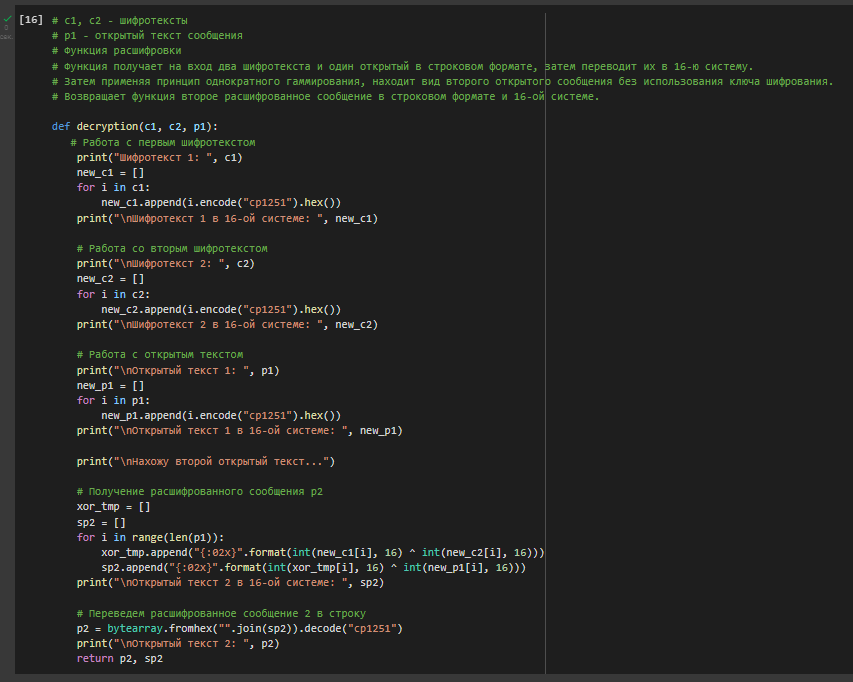 [16] # c1, c2 - шифротексты
# p1 - открытый текст сообщения
# Функция расшифровки
# Функция получает на вход два шифротекста и один открытый в строковом формате, затем переводит их в 16-ю систему.
# Затем применяя принцип однократного гаммирования, находит вид второго открытого сообщения без использования ключа шифрования.
# Возвращает функция второе расшифрованное сообщение в строковом формате и 16-ой системе.
def decryption(c1, c2, p1):
# Работа с первым шифротекстом
print("Шифротекст 1: ", c1)
new_c1 = []
for i in c1:
new_c1.append(i.encode("cp1251").hex())
print("\nШифротекст 1 в 16-ой системе: ", new_c1)
# Работа со вторым шифротекстом
print("\nШифротекст 2: ", c2)
new_c2 = []
for i in c2:
new_c2.append(i.encode("cp1251").hex())
print("\nШифротекст 2 в 16-ой системе: ", new_c2)
# Работа с открытым текстом
print("\nОткрытый текст 1: ", p1)
new_p1 = []
for i in p1:
new_p1.append(i.encode("cp1251").hex())
print("\nОткрытый текст 1 в 16-ой системе: ", new_p1)
print("\nНахожу второй открытый текст...")
# Получение расшифрованного сообщения p2
xor_tmp = []
sp2 = []
for i in range(len(p1)):
xor_tmp.append("{:02x}".format(int(new_c1[i], 16) ^ int(new_c2[i], 16)))
sp2.append("{:02x}".format(int(xor_tmp[i], 16) ^ int(new_p1[i], 16)))
print("\nОткрытый текст 2 в 16-ой системе: ", sp2)
# Переведем расшифрованное сообщение 2 в строку
p2 = bytearray.fromhex("".join(sp2)).decode("cp1251")
print("\nОткрытый текст 2: ", p2)
return p2, sp2